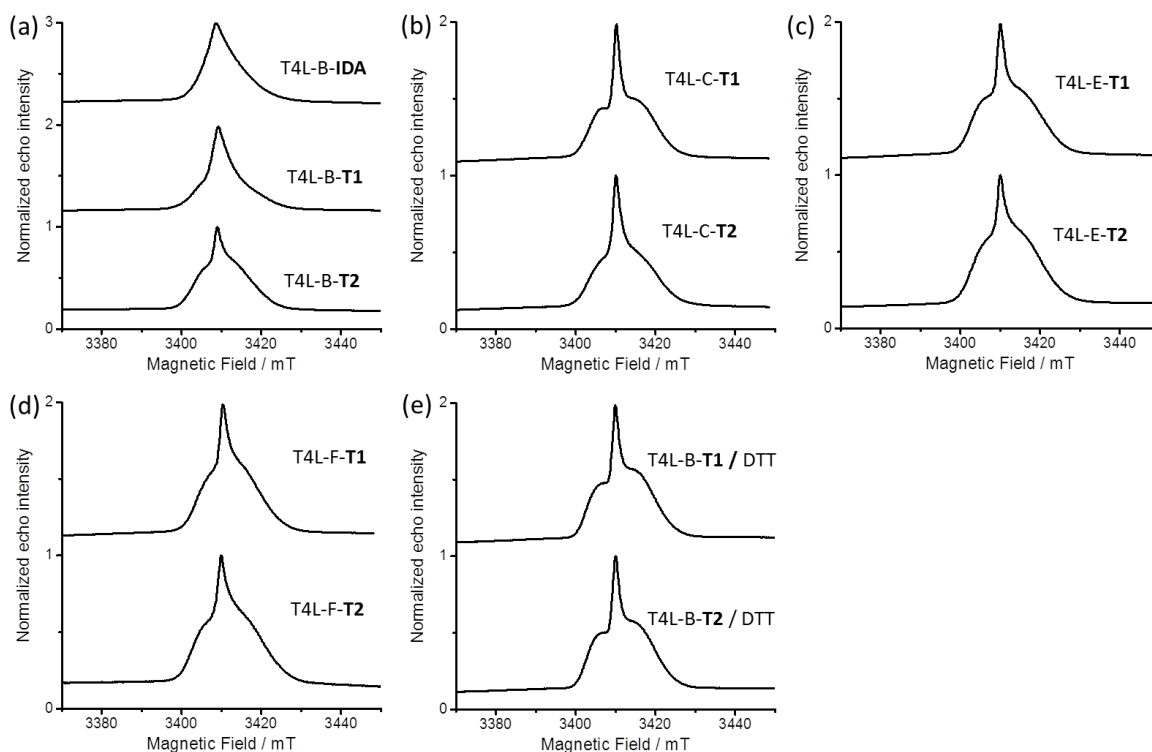 (a)
3
2
1
0
Normalized echo intensity
T4L-B-IDA
T4L-B-T1
T4L-B-T2
3380 3400 3420 3440
Magnetic Field / mT
(b)
2
1
0
Normalized echo intensity
T4L-C-T1
T4L-C-T2
3380 3400 3420 3440
Magnetic Field / mT
(c)
2
1
0
Normalized echo intensity
T4L-E-T1
T4L-E-T2
3380 3400 3420 3440
Magnetic Field / mT
(d)
2
1
0
Normalized echo intensity
T4L-F-T1
T4L-F-T2
3380 3400 3420 3440
Magnetic Field / mT
(e)
2
1
0
Normalized echo intensity
T4L-B-T1 / DTT
T4L-B-T2 / DTT
3380 3400 3420 3440
Magnetic Field / mT